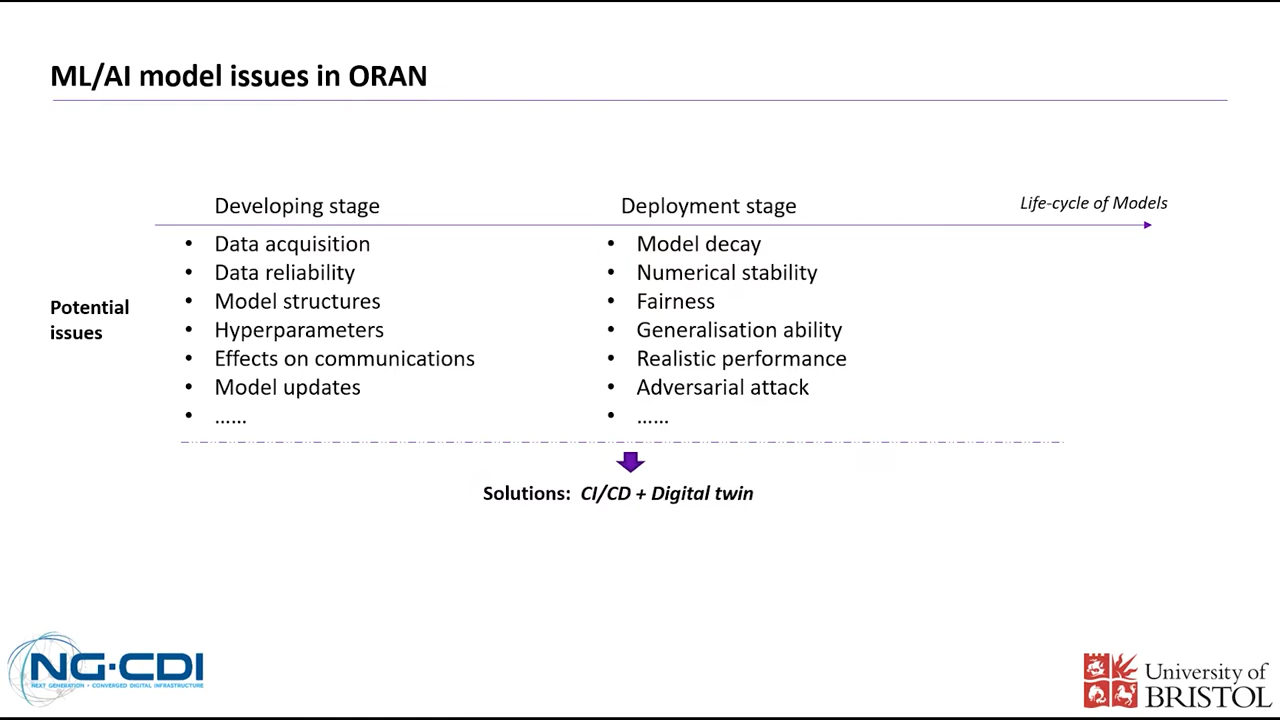 ML/AI model issues in ORAN
Developing stage
Deployment stage
Life-cycle of Models
Potential
issues
• Data acquisition
• Data reliability
• Model structures
• Hyperparameters
• Effects on communications
• Model updates
• ......
• Model decay
• Numerical stability
• Fairness
• Generalisation ability
• Realistic performance
• Adversarial attack
• ......
Solutions: CI/CD + Digital twin
NG·CDI
NEXT GENERATION · CONVERGED DIGITAL INFRASTRUCTURE
University of
BRISTOL